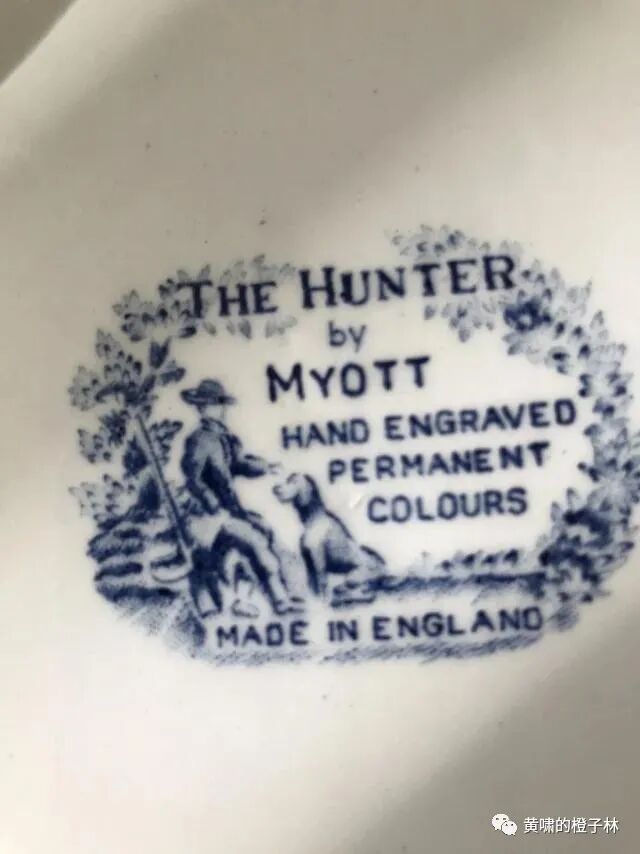 THE HUNTER
by
MYOTT
HAND ENGRAVED
PERMANENT
COLOURS
MADE IN ENGLAND
黄啸的橙子林